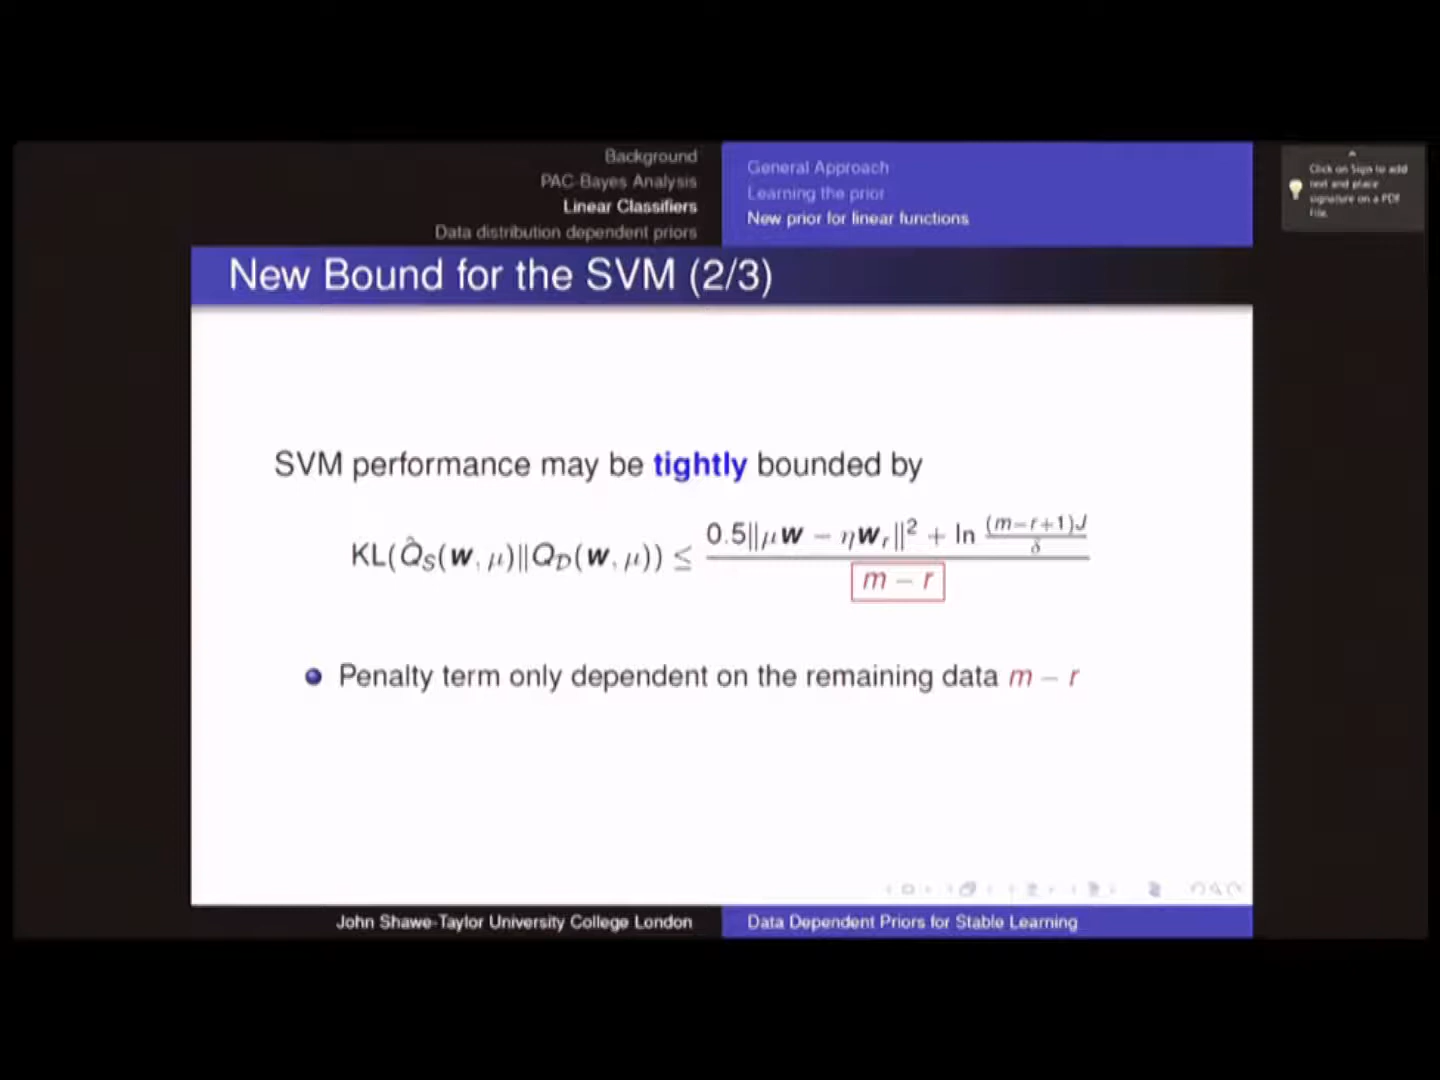 Background
PAC-Bayes Analysis
Linear Classifiers
Data distribution dependent priors
General Approach
Learning the prior
New prior for linear functions
Click on Sign to add
text and place
signature on a PDF
file.
New Bound for the SVM (2/3)
SVM performance may be tightly bounded by
KL(Q̂_S(w, μ)‖Q_D(w, μ)) ≤ (0.5‖μw − ηw_r‖² + ln ((m−r+1)J / δ)) / (m − r)
Penalty term only dependent on the remaining data m − r
John Shawe-Taylor University College London
Data Dependent Priors for Stable Learning